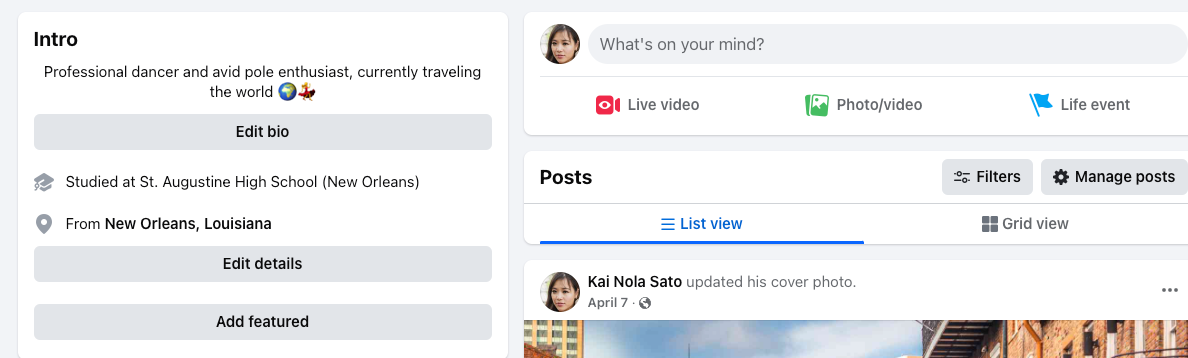 Intro
Professional dancer and avid pole enthusiast, currently traveling
the world 🌍💃
Edit bio
Studied at St. Augustine High School (New Orleans)
From New Orleans, Louisiana
Edit details
Add featured
What's on your mind?
Live video
Photo/video
Life event
Posts
Filters
Manage posts
List view
Grid view
Kai Nola Sato updated his cover photo.
April 7 ·